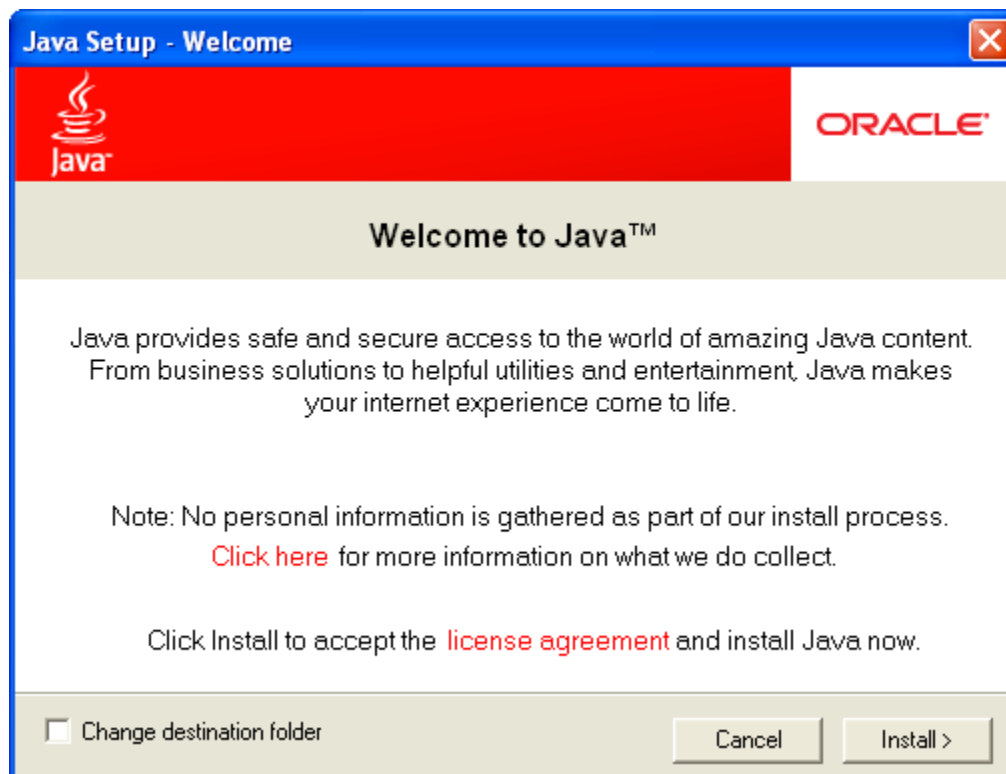 Java Setup - Welcome
Java™
ORACLE®
Welcome to Java™
Java provides safe and secure access to the world of amazing Java content.
From business solutions to helpful utilities and entertainment, Java makes
your internet experience come to life.
Note: No personal information is gathered as part of our install process.
Click here for more information on what we do collect.
Click Install to accept the license agreement and install Java now.
Change destination folder
Cancel
Install >